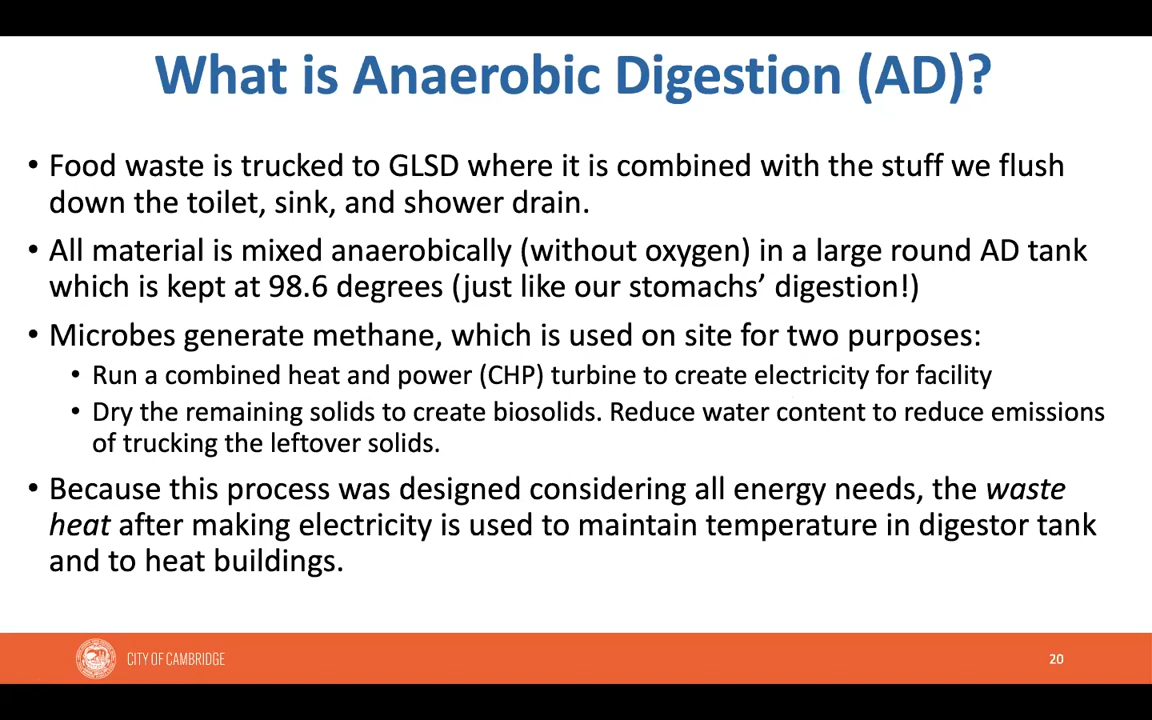 What is Anaerobic Digestion (AD)?
• Food waste is trucked to GLSD where it is combined with the stuff we flush
down the toilet, sink, and shower drain.
• All material is mixed anaerobically (without oxygen) in a large round AD tank
which is kept at 98.6 degrees (just like our stomachs’ digestion!)
• Microbes generate methane, which is used on site for two purposes:
• Run a combined heat and power (CHP) turbine to create electricity for facility
• Dry the remaining solids to create biosolids. Reduce water content to reduce emissions
of trucking the leftover solids.
• Because this process was designed considering all energy needs, the waste
heat after making electricity is used to maintain temperature in digestor tank
and to heat buildings.
CITY OF CAMBRIDGE
20